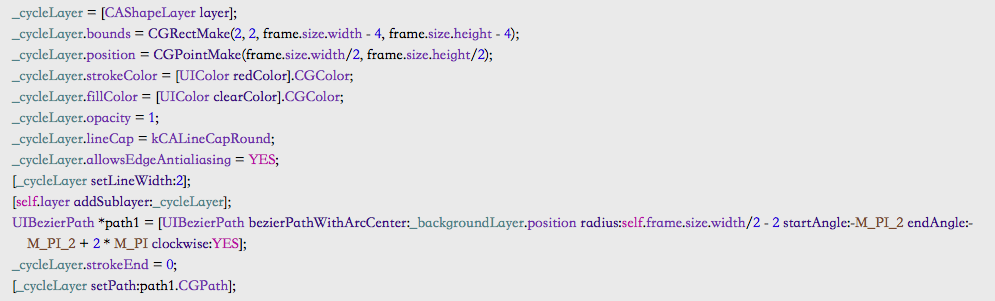 _cycleLayer = [CAShapeLayer layer];
_cycleLayer.bounds = CGRectMake(2, 2, frame.size.width - 4, frame.size.height - 4);
_cycleLayer.position = CGPointMake(frame.size.width/2, frame.size.height/2);
_cycleLayer.strokeColor = [UIColor redColor].CGColor;
_cycleLayer.fillColor = [UIColor clearColor].CGColor;
_cycleLayer.opacity = 1;
_cycleLayer.lineCap = kCALineCapRound;
_cycleLayer.allowsEdgeAntialiasing = YES;
[_cycleLayer setLineWidth:2];
[self.layer addSublayer:_cycleLayer];
UIBezierPath *path1 = [UIBezierPath bezierPathWithArcCenter:_backgroundLayer.position radius:self.frame.size.width/2 - 2 startAngle:-M_PI_2 endAngle:-
M_PI_2 + 2 * M_PI clockwise:YES];
_cycleLayer.strokeEnd = 0;
[_cycleLayer setPath:path1.CGPath];